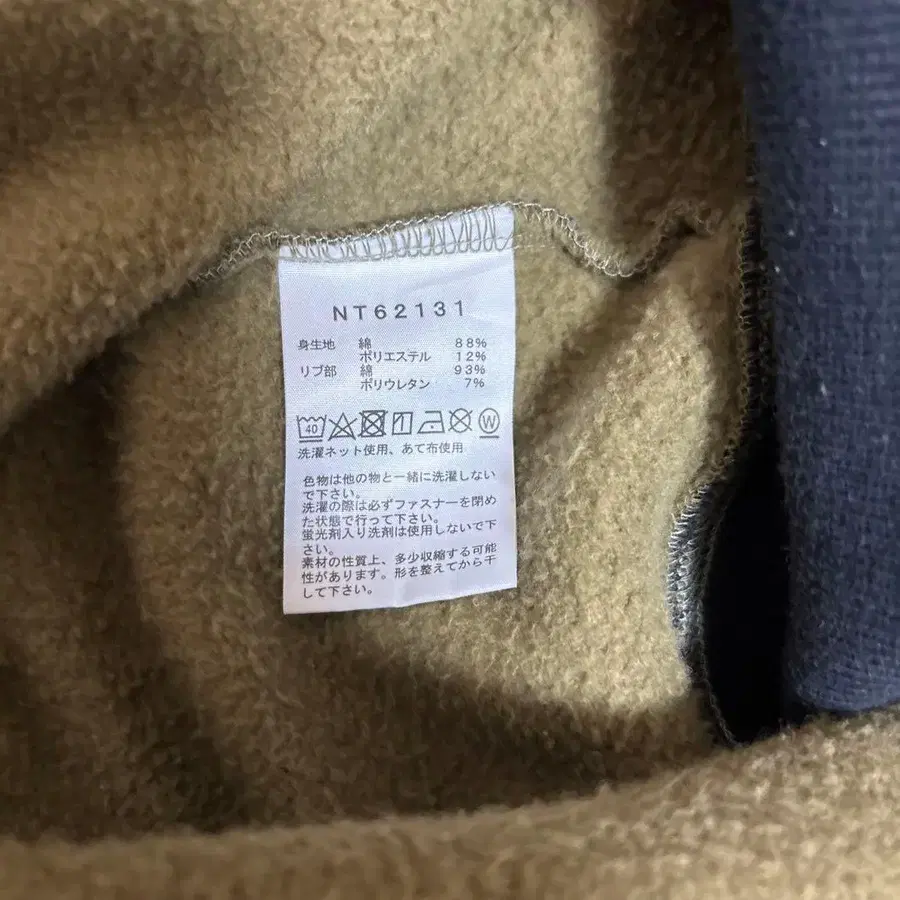 NT62131
身生地 綿 88%
ポリエステル 12%
リブ部 綿 93%
ポリウレタン 7%
40 W
洗濯ネット使用、あて布使用
色物は他の物と一緒に洗濯しない
で下さい。
洗濯の際は必ずファスナーを閉め
た状態で行って下さい。
蛍光剤入り洗剤は使用しないで下
さい。
素材の性質上、多少収縮する可能
性があります。形を整えてから干
して下さい。